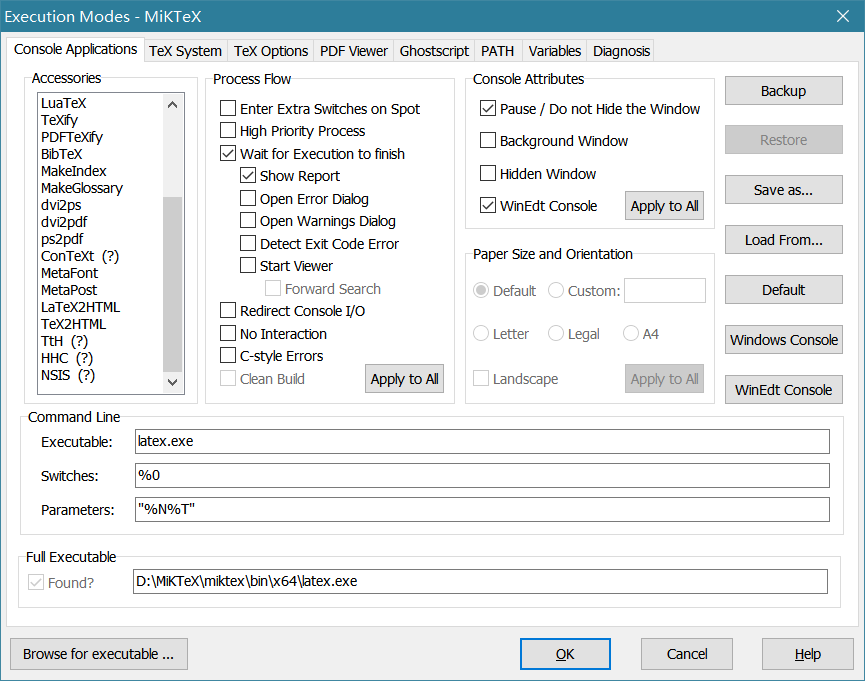 Execution Modes - MiKTeX
Console Applications TeX System TeX Options PDF Viewer Ghostscript PATH Variables Diagnosis
Accessories
LuaTeX
TeXify
PDFTeXify
BibTeX
MakeIndex
MakeGlossary
dvi2ps
dvi2pdf
ps2pdf
ConTeXt (?)
MetaFont
MetaPost
LaTeX2HTML
TeX2HTML
TtH (?)
HHC (?)
NSIS (?)
Process Flow
Enter Extra Switches on Spot
High Priority Process
Wait for Execution to finish
Show Report
Open Error Dialog
Open Warnings Dialog
Detect Exit Code Error
Start Viewer
Forward Search
Redirect Console I/O
No Interaction
C-style Errors
Clean Build
Apply to All
Console Attributes
Pause / Do not Hide the Window
Background Window
Hidden Window
WinEdt Console
Apply to All
Paper Size and Orientation
Default Custom:
Letter Legal A4
Landscape
Apply to All
Backup
Restore
Save as...
Load From...
Default
Windows Console
WinEdt Console
Command Line
Executable: latex.exe
Switches: %0
Parameters: "%N%T"
Full Executable
Found? D:\MiKTeX\miktex\bin\x64\latex.exe
Browse for executable ...
OK
Cancel
Help